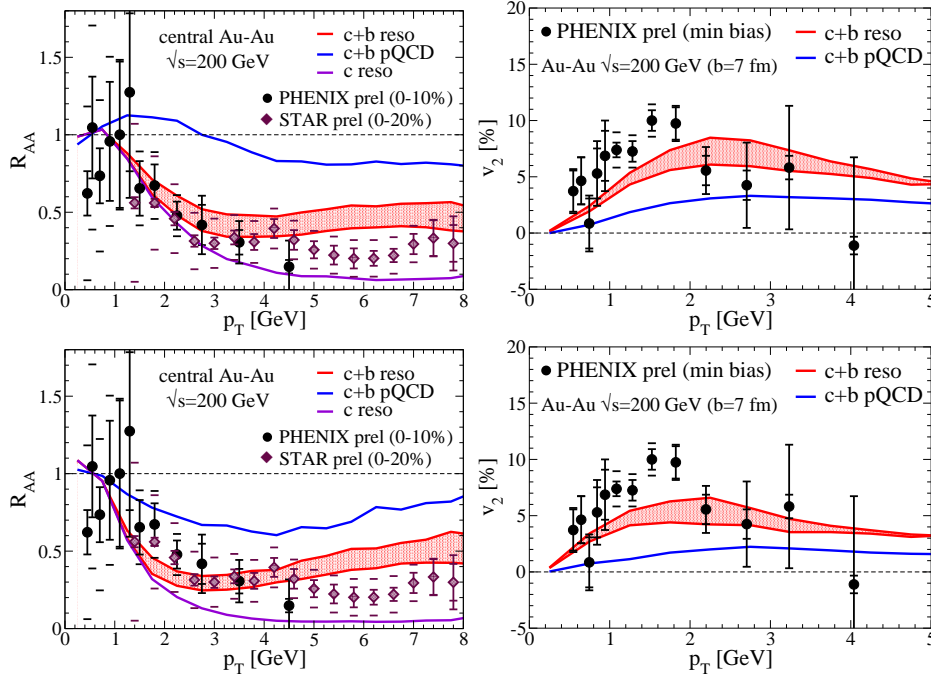 central Au-Au
√s=200 GeV
c+b reso
c+b pQCD
c reso
PHENIX prel (0-10%)
STAR prel (0-20%)
R_AA
1.5
1
0.5
0
0 1 2 3 4 5 6 7 8
p_T [GeV]
PHENIX prel (min bias)
c+b reso
Au-Au √s=200 GeV (b=7 fm)
c+b pQCD
v_2 [%]
20
15
10
5
0
-5
0 1 2 3 4 5
p_T [GeV]
central Au-Au
√s=200 GeV
c+b reso
c+b pQCD
c reso
PHENIX prel (0-10%)
STAR prel (0-20%)
R_AA
1.5
1
0.5
0
0 1 2 3 4 5 6 7 8
p_T [GeV]
PHENIX prel (min bias)
c+b reso
Au-Au √s=200 GeV (b=7 fm)
c+b pQCD
v_2 [%]
20
15
10
5
0
-5
0 1 2 3 4 5
p_T [GeV]